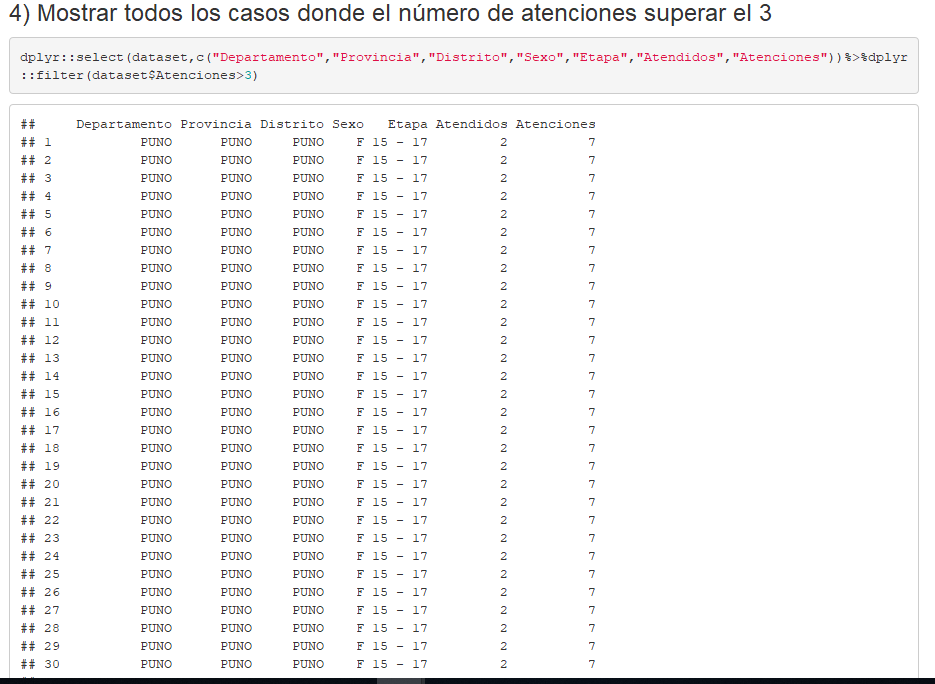 4) Mostrar todos los casos donde el número de atenciones superar el 3
dplyr::select(dataset,c("Departamento","Provincia","Distrito","Sexo","Etapa","Atendidos","Atenciones"))%>%dplyr
::filter(dataset$Atenciones>3)
##     Departamento Provincia Distrito Sexo   Etapa Atendidos Atenciones
## 1           PUNO      PUNO     PUNO    F 15 - 17         2          7
## 2           PUNO      PUNO     PUNO    F 15 - 17         2          7
## 3           PUNO      PUNO     PUNO    F 15 - 17         2          7
## 4           PUNO      PUNO     PUNO    F 15 - 17         2          7
## 5           PUNO      PUNO     PUNO    F 15 - 17         2          7
## 6           PUNO      PUNO     PUNO    F 15 - 17         2          7
## 7           PUNO      PUNO     PUNO    F 15 - 17         2          7
## 8           PUNO      PUNO     PUNO    F 15 - 17         2          7
## 9           PUNO      PUNO     PUNO    F 15 - 17         2          7
## 10          PUNO      PUNO     PUNO    F 15 - 17         2          7
## 11          PUNO      PUNO     PUNO    F 15 - 17         2          7
## 12          PUNO      PUNO     PUNO    F 15 - 17         2          7
## 13          PUNO      PUNO     PUNO    F 15 - 17         2          7
## 14          PUNO      PUNO     PUNO    F 15 - 17         2          7
## 15          PUNO      PUNO     PUNO    F 15 - 17         2          7
## 16          PUNO      PUNO     PUNO    F 15 - 17         2          7
## 17          PUNO      PUNO     PUNO    F 15 - 17         2          7
## 18          PUNO      PUNO     PUNO    F 15 - 17         2          7
## 19          PUNO      PUNO     PUNO    F 15 - 17         2          7
## 20          PUNO      PUNO     PUNO    F 15 - 17         2          7
## 21          PUNO      PUNO     PUNO    F 15 - 17         2          7
## 22          PUNO      PUNO     PUNO    F 15 - 17         2          7
## 23          PUNO      PUNO     PUNO    F 15 - 17         2          7
## 24          PUNO      PUNO     PUNO    F 15 - 17         2          7
## 25          PUNO      PUNO     PUNO    F 15 - 17         2          7
## 26          PUNO      PUNO     PUNO    F 15 - 17         2          7
## 27          PUNO      PUNO     PUNO    F 15 - 17         2          7
## 28          PUNO      PUNO     PUNO    F 15 - 17         2          7
## 29          PUNO      PUNO     PUNO    F 15 - 17         2          7
## 30          PUNO      PUNO     PUNO    F 15 - 17         2          7